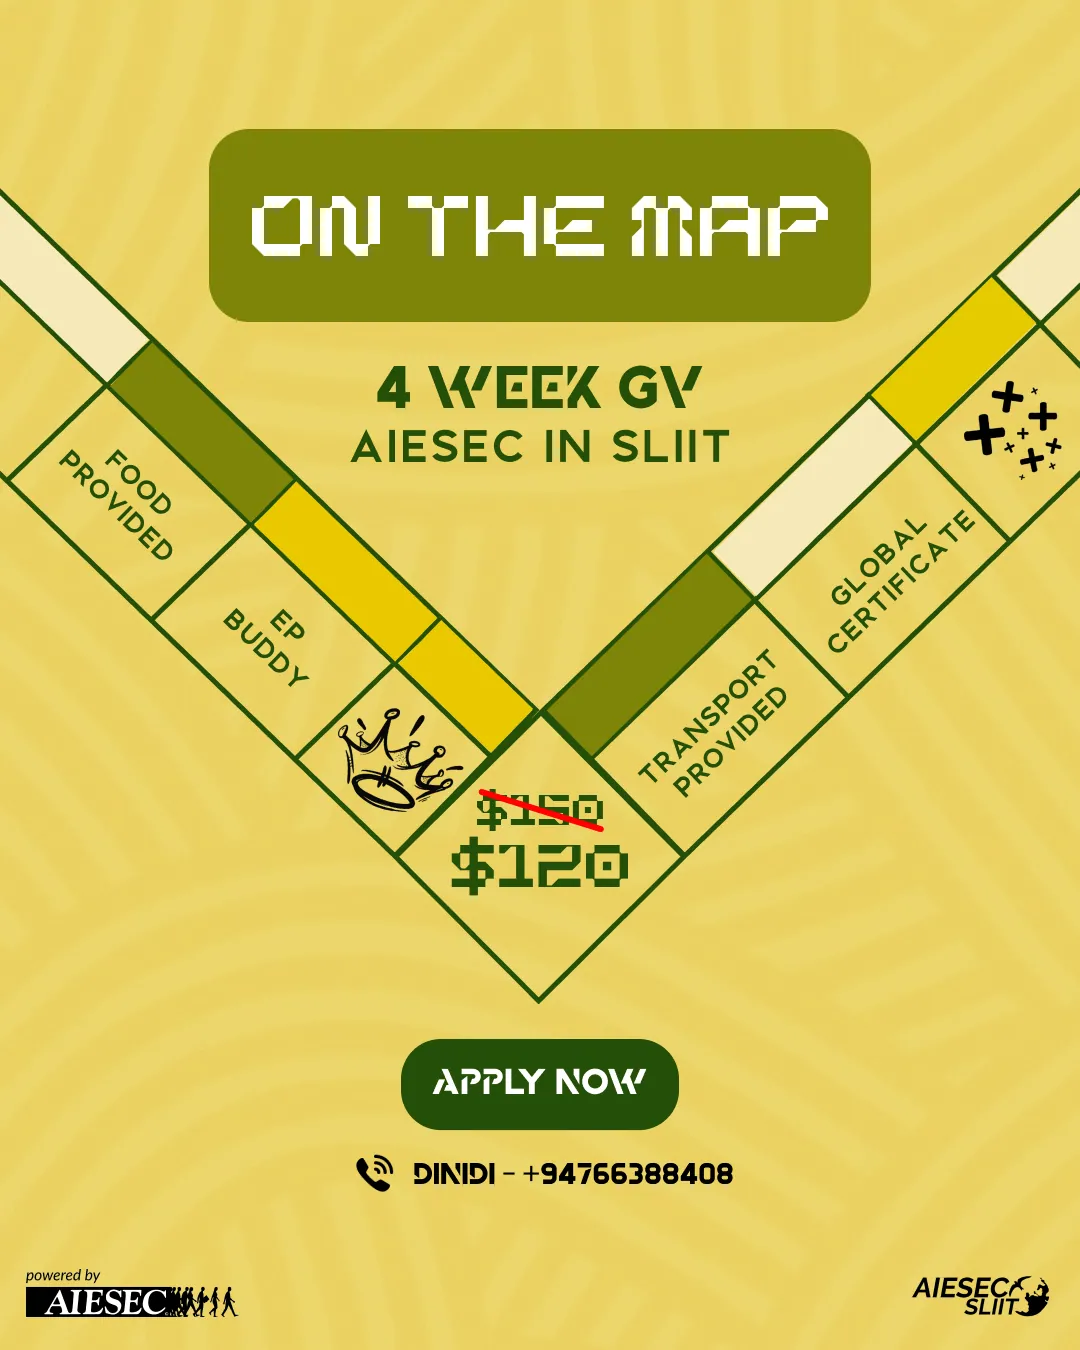 ON THE MAP
4 WEEK GV
AIESEC IN SLIIT
FOOD
PROVIDED
EP
BUDDY
$150
$120
TRANSPORT
PROVIDED
GLOBAL
CERTIFICATE
APPLY NOW
DINIDI - +94766388408
powered by
AIESEC
AIESEC
SLIIT